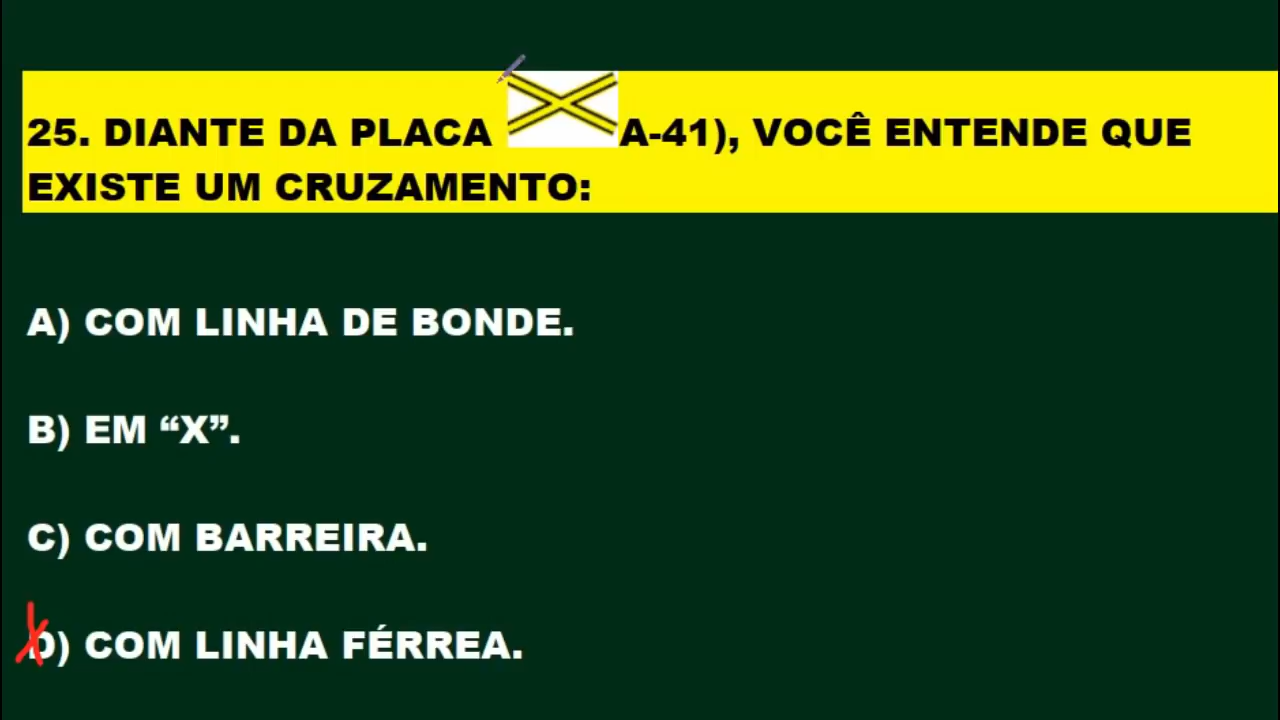 25. DIANTE DA PLACA A-41), VOCÊ ENTENDE QUE
EXISTE UM CRUZAMENTO:
A) COM LINHA DE BONDE.
B) EM “X”.
C) COM BARREIRA.
D) COM LINHA FÉRREA.